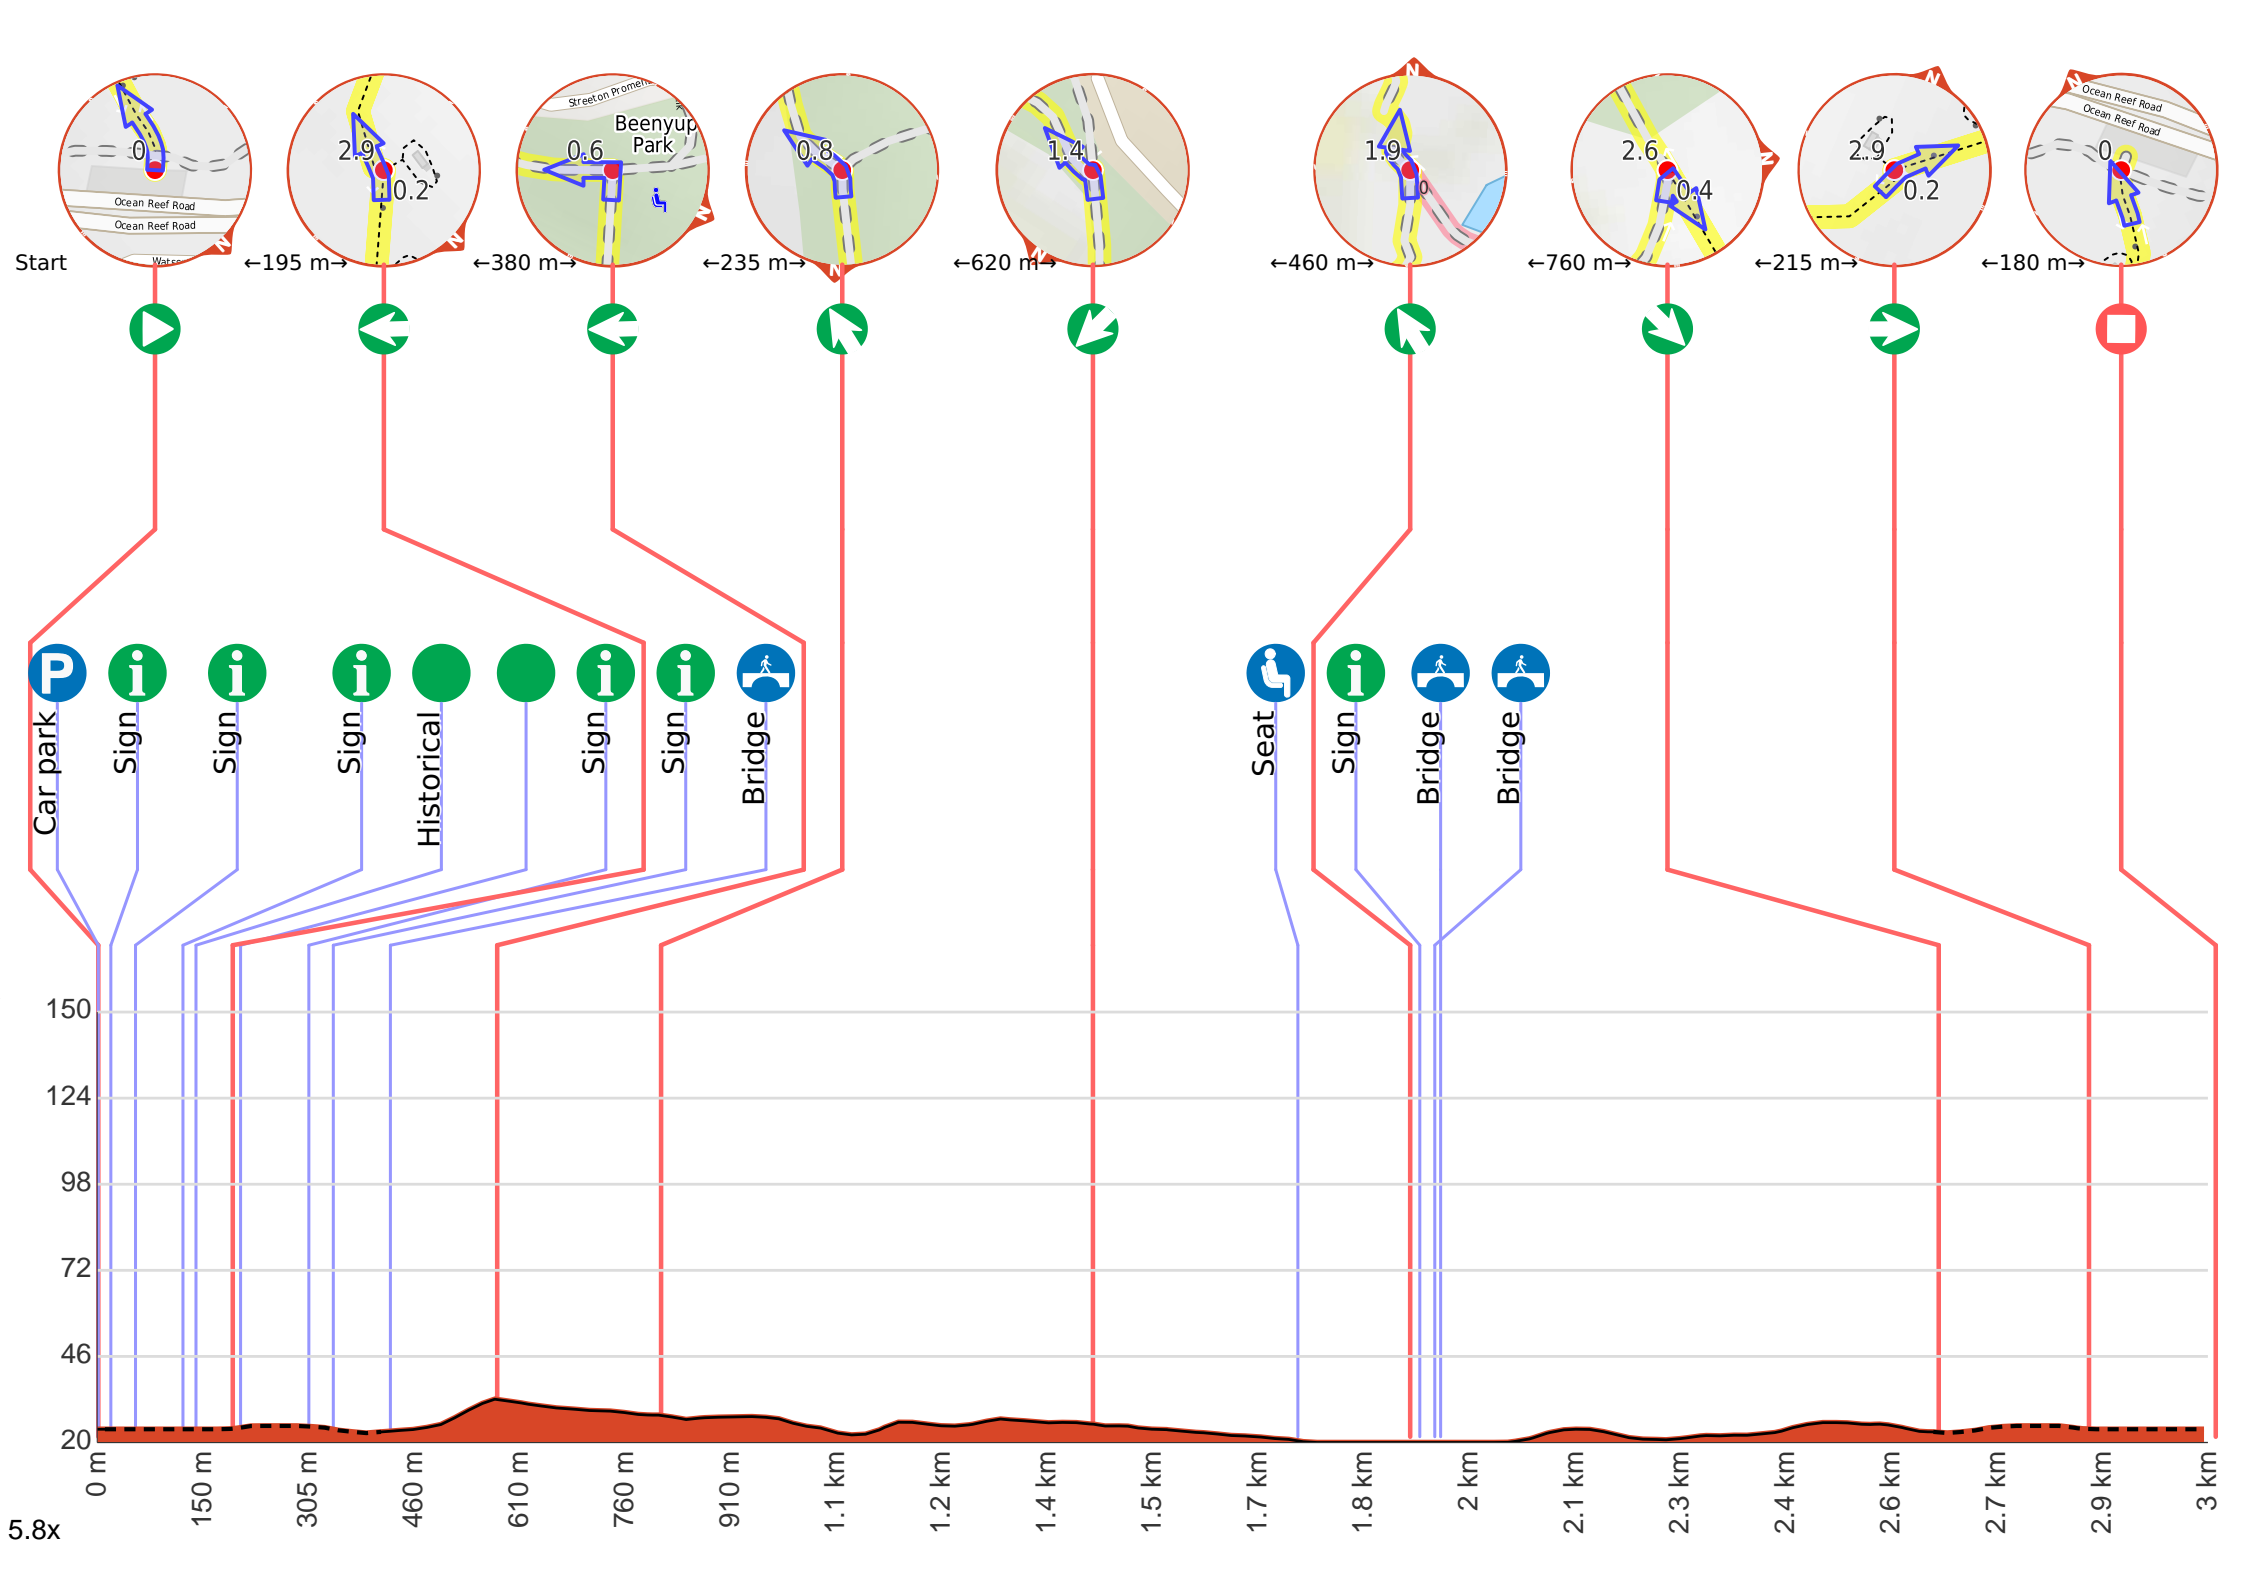 Streeton Promen
Beenyup
Park
Ocean Reef Road
Ocean Reef Road
Ocean Reef Road
Ocean Reef Road
0
2.9
0.2
0.6
0.8
1.4
1.9
0
2.6
0.4
2.9
0.2
0
N
N
N
N
N
N
N
N
N
Start
←195 m→
←380 m→
←235 m→
←620 m→
←460 m→
←760 m→
←215 m→
←180 m→
P
i
i
i
i
i
i
Car park
Sign
Sign
Sign
Historical
Sign
Sign
Bridge
Seat
Sign
Bridge
Bridge
150
124
98
72
46
20
0 m
150 m
305 m
460 m
610 m
760 m
910 m
1.1 km
1.2 km
1.4 km
1.5 km
1.7 km
1.8 km
2 km
2.1 km
2.3 km
2.4 km
2.6 km
2.7 km
2.9 km
3 km
5.8x